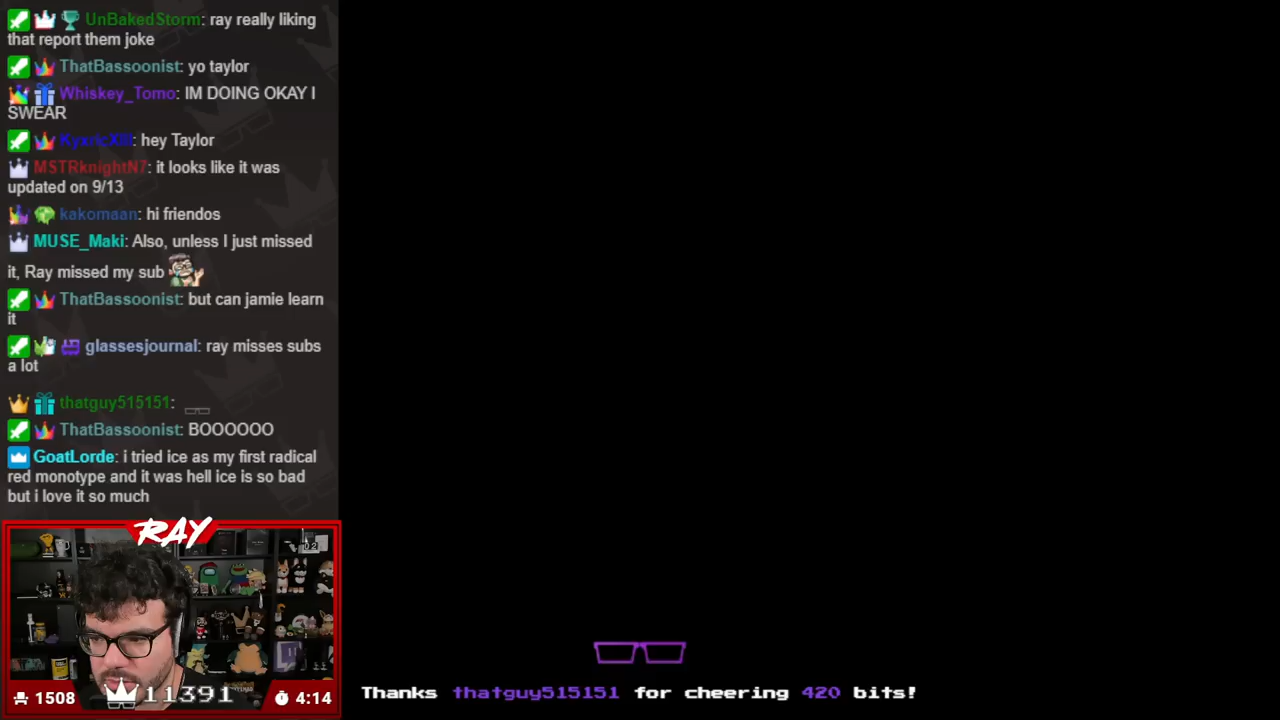 UnBakedStorm: ray really liking
that report them joke
ThatBassoonist: yo taylor
Whiskey_Tomo: IM DOING OKAY I
SWEAR
KyxricXIII: hey Taylor
MSTRknightN7: it looks like it was
updated on 9/13
kakomaan: hi friendos
MUSE_Maki: Also, unless I just missed
it, Ray missed my sub
ThatBassoonist: but can jamie learn
it
glassesjournal: ray misses subs
a lot
thatguy515151:
ThatBassoonist: BOOOOOO
GoatLorde: i tried ice as my first radical
red monotype and it was hell ice is so bad
but i love it so much
RAY
1508
11391
4:14
Thanks thatguy515151 for cheering 420 bits!